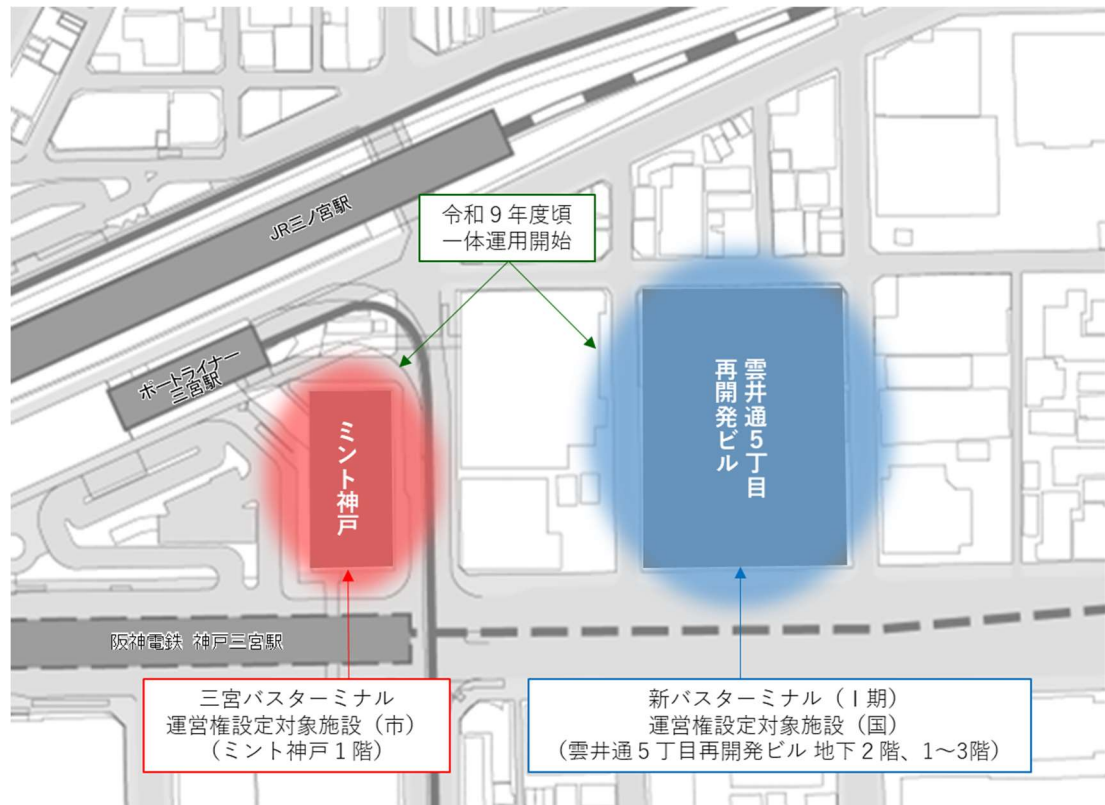 令和９年度頃
一体運用開始
JR三ノ宮駅
ポートライナー
三宮駅
ミント神戸
雲井通５丁目
再開発ビル
阪神電鉄 神戸三宮駅
三宮バスターミナル
運営権設定対象施設（市）
（ミント神戸１階）
新バスターミナル（Ⅰ期）
運営権設定対象施設（国）
（雲井通５丁目再開発ビル 地下２階、1～3階）